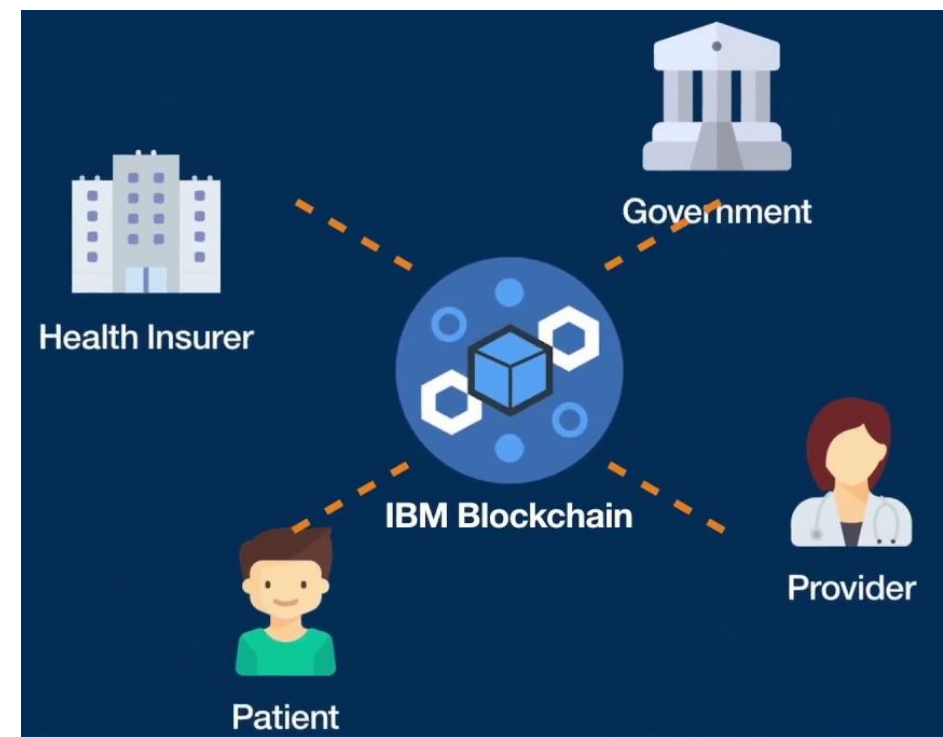 Government
Health Insurer
IBM Blockchain
Provider
Patient